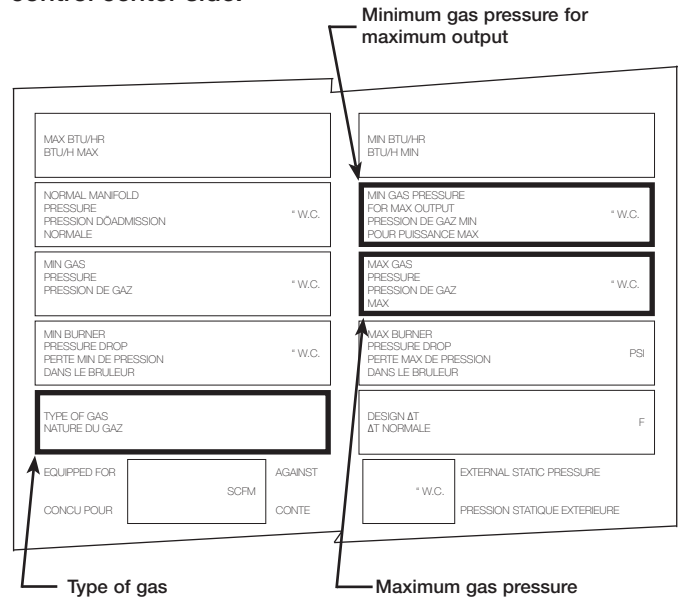 Minimum gas pressure for
maximum output
MAX BTU/HR
BTU/H MAX
MIN BTU/HR
BTU/H MIN
NORMAL MANIFOLD
PRESSURE
PRESSION DÔADMISSION
NORMALE
" W.C.
MIN GAS PRESSURE
FOR MAX OUTPUT
PRESSION DE GAZ MIN
POUR PUISSANCE MAX
" W.C.
MIN GAS
PRESSURE
PRESSION DE GAZ
" W.C.
MAX GAS
PRESSURE
PRESSION DE GAZ
MAX
" W.C.
MIN BURNER
PRESSURE DROP
PERTE MIN DE PRESSION
DANS LE BRULEUR
" W.C.
MAX BURNER
PRESSURE DROP
PERTE MAX DE PRESSION
DANS LE BRULEUR
PSI
TYPE OF GAS
NATURE DU GAZ
DESIGN ΔT
ΔT NORMALE
F
EQUIPPED FOR
CONCU POUR
SCFM
AGAINST
CONTE
" W.C.
EXTERNAL STATIC PRESSURE
PRESSION STATIQUE EXTERIEURE
Type of gas
Maximum gas pressure